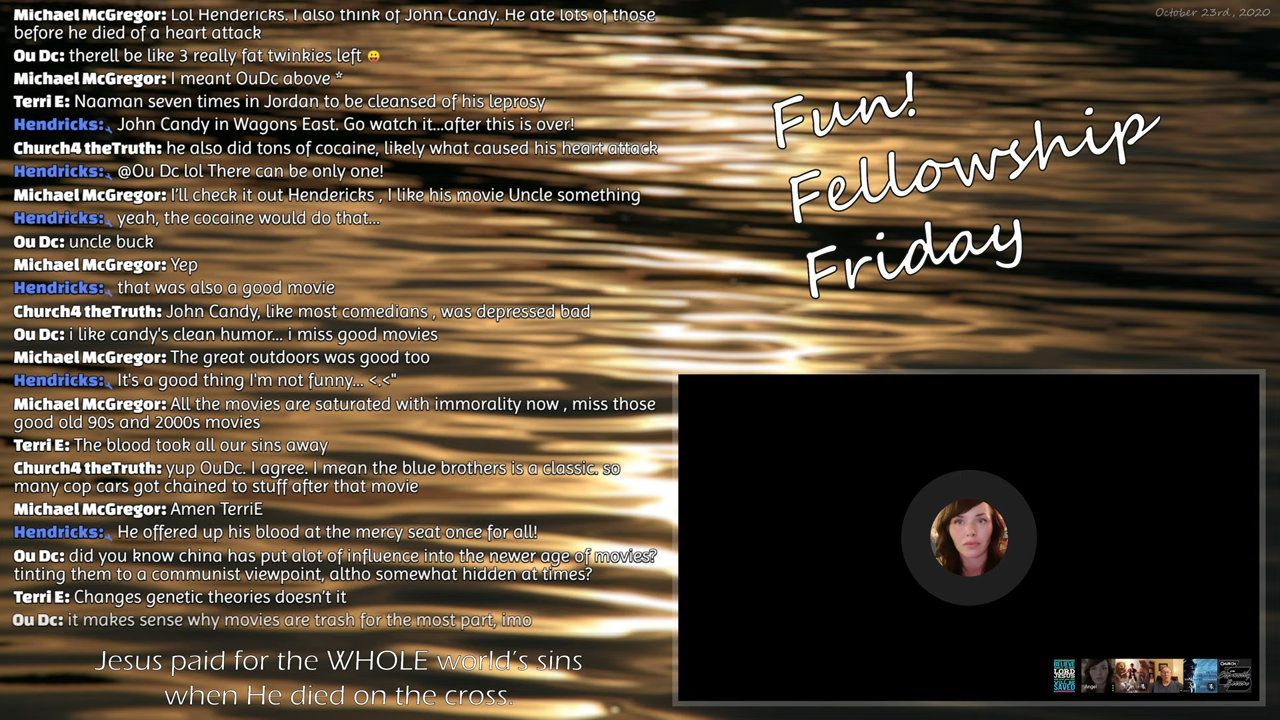 Michael McGregor: Lol Hendericks. I also think of John Candy. He ate lots of those
before he died of a heart attack
Ou Dc: therell be like 3 really fat twinkies left 😛
Michael McGregor: I meant OuDc above *
Terri E: Naaman seven times in Jordan to be cleansed of his leprosy
Hendricks: John Candy in Wagons East. Go watch it...after this is over!
Church4 theTruth: he also did tons of cocaine, likely what caused his heart attack
Hendricks: @Ou Dc lol There can be only one!
Michael McGregor: I'll check it out Hendericks , I like his movie Uncle something
Hendricks: yeah, the cocaine would do that...
Ou Dc: uncle buck
Michael McGregor: Yep
Hendricks: that was also a good movie
Church4 theTruth: John Candy, like most comedians , was depressed bad
Ou Dc: i like candy's clean humor... i miss good movies
Michael McGregor: The great outdoors was good too
Hendricks: It's a good thing I'm not funny... <.<"
Michael McGregor: All the movies are saturated with immorality now , miss those
good old 90s and 2000s movies
Terri E: The blood took all our sins away
Church4 theTruth: yup OuDc. I agree. I mean the blue brothers is a classic. so
many cop cars got chained to stuff after that movie
Michael McGregor: Amen TerriE
Hendricks: He offered up his blood at the mercy seat once for all!
Ou Dc: did you know china has put alot of influence into the newer age of movies?
tinting them to a communist viewpoint, altho somewhat hidden at times?
Terri E: Changes genetic theories doesn't it
Ou Dc: it makes sense why movies are trash for the most part, imo
Jesus paid for the WHOLE world's sins
when He died on the cross.
October 23rd, 2020
Fun!
Fellowship
Friday
BELIEVE
LORD
SAVED
Angel
CHURCH